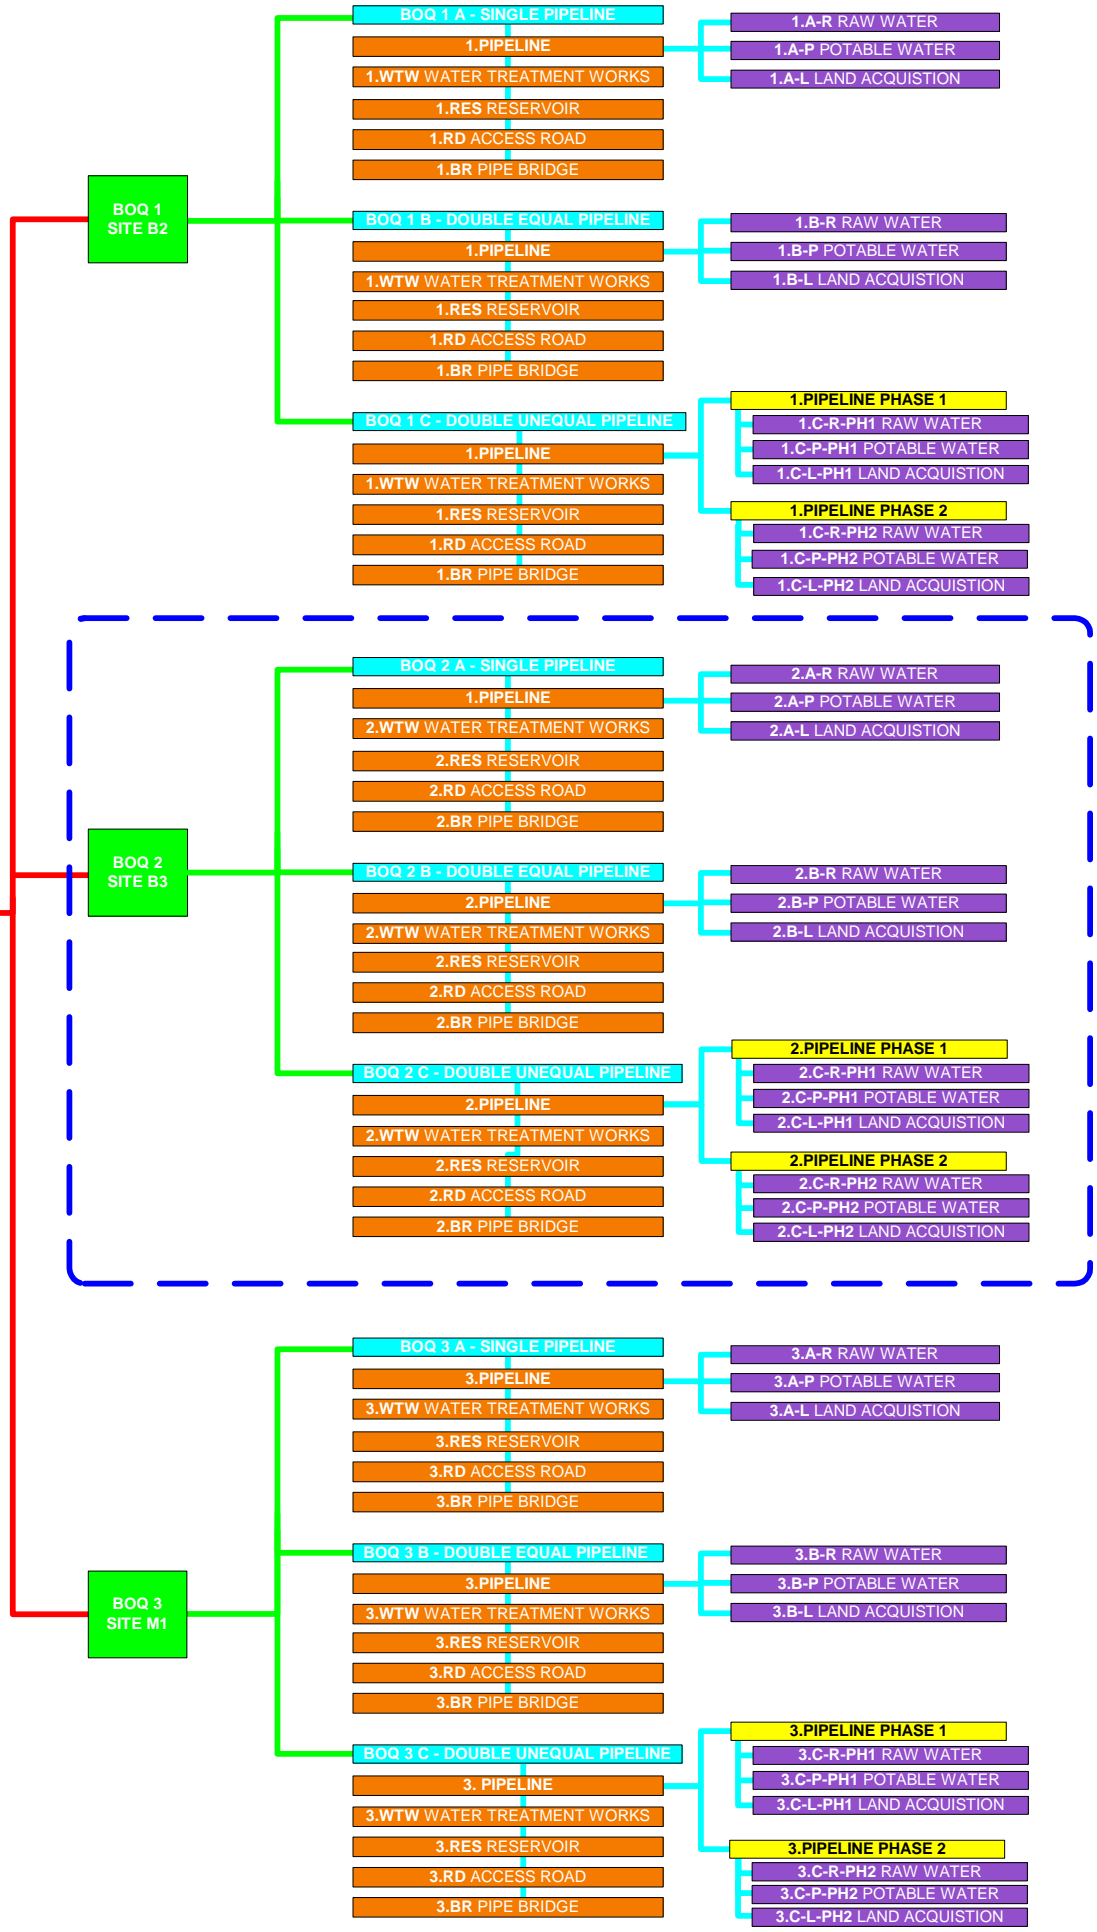 BOQ 1
SITE B2
BOQ 1 A - SINGLE PIPELINE
1.PIPELINE
1.WTW WATER TREATMENT WORKS
1.RES RESERVOIR
1.RD ACCESS ROAD
1.BR PIPE BRIDGE
1.A-R RAW WATER
1.A-P POTABLE WATER
1.A-L LAND ACQUISTION
BOQ 1 B - DOUBLE EQUAL PIPELINE
1.PIPELINE
1.WTW WATER TREATMENT WORKS
1.RES RESERVOIR
1.RD ACCESS ROAD
1.BR PIPE BRIDGE
1.B-R RAW WATER
1.B-P POTABLE WATER
1.B-L LAND ACQUISTION
BOQ 1 C - DOUBLE UNEQUAL PIPELINE
1.PIPELINE
1.WTW WATER TREATMENT WORKS
1.RES RESERVOIR
1.RD ACCESS ROAD
1.BR PIPE BRIDGE
1.PIPELINE PHASE 1
1.C-R-PH1 RAW WATER
1.C-P-PH1 POTABLE WATER
1.C-L-PH1 LAND ACQUISTION
1.PIPELINE PHASE 2
1.C-R-PH2 RAW WATER
1.C-P-PH2 POTABLE WATER
1.C-L-PH2 LAND ACQUISTION
BOQ 2
SITE B3
BOQ 2 A - SINGLE PIPELINE
1.PIPELINE
2.WTW WATER TREATMENT WORKS
2.RES RESERVOIR
2.RD ACCESS ROAD
2.BR PIPE BRIDGE
2.A-R RAW WATER
2.A-P POTABLE WATER
2.A-L LAND ACQUISTION
BOQ 2 B - DOUBLE EQUAL PIPELINE
2.PIPELINE
2.WTW WATER TREATMENT WORKS
2.RES RESERVOIR
2.RD ACCESS ROAD
2.BR PIPE BRIDGE
2.B-R RAW WATER
2.B-P POTABLE WATER
2.B-L LAND ACQUISTION
BOQ 2 C - DOUBLE UNEQUAL PIPELINE
2.PIPELINE
2.WTW WATER TREATMENT WORKS
2.RES RESERVOIR
2.RD ACCESS ROAD
2.BR PIPE BRIDGE
2.PIPELINE PHASE 1
2.C-R-PH1 RAW WATER
2.C-P-PH1 POTABLE WATER
2.C-L-PH1 LAND ACQUISTION
2.PIPELINE PHASE 2
2.C-R-PH2 RAW WATER
2.C-P-PH2 POTABLE WATER
2.C-L-PH2 LAND ACQUISTION
BOQ 3
SITE M1
BOQ 3 A - SINGLE PIPELINE
3.PIPELINE
3.WTW WATER TREATMENT WORKS
3.RES RESERVOIR
3.RD ACCESS ROAD
3.BR PIPE BRIDGE
3.A-R RAW WATER
3.A-P POTABLE WATER
3.A-L LAND ACQUISTION
BOQ 3 B - DOUBLE EQUAL PIPELINE
3.PIPELINE
3.WTW WATER TREATMENT WORKS
3.RES RESERVOIR
3.RD ACCESS ROAD
3.BR PIPE BRIDGE
3.B-R RAW WATER
3.B-P POTABLE WATER
3.B-L LAND ACQUISTION
BOQ 3 C - DOUBLE UNEQUAL PIPELINE
3. PIPELINE
3.WTW WATER TREATMENT WORKS
3.RES RESERVOIR
3.RD ACCESS ROAD
3.BR PIPE BRIDGE
3.PIPELINE PHASE 1
3.C-R-PH1 RAW WATER
3.C-P-PH1 POTABLE WATER
3.C-L-PH1 LAND ACQUISTION
3.PIPELINE PHASE 2
3.C-R-PH2 RAW WATER
3.C-P-PH2 POTABLE WATER
3.C-L-PH2 LAND ACQUISTION